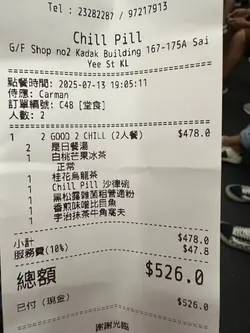 Tel : 23282287 / 97217913
Chill Pill
G/F Shop no2 Kadak Building 167-175A Sai
Yee St KL
點餐時間: 2025-07-13 19:05:11
侍應: Carman
訂單編號: C48 [堂食]
人數: 2
1 2 GOOD 2 CHILL (2人餐) $478.0
2 是日餐湯
1 白桃芒果冰茶
正常
1 桂花烏龍茶
1 Chill Pill 沙律碗
1 黑松露雜菌粗管通粉
1 香煎味噌比目魚
1 宇治抹茶牛角窩夫
小計 $478.0
服務費(10%) $47.8
總額 $526.0
已付 (現金) $526.0
謝謝光臨